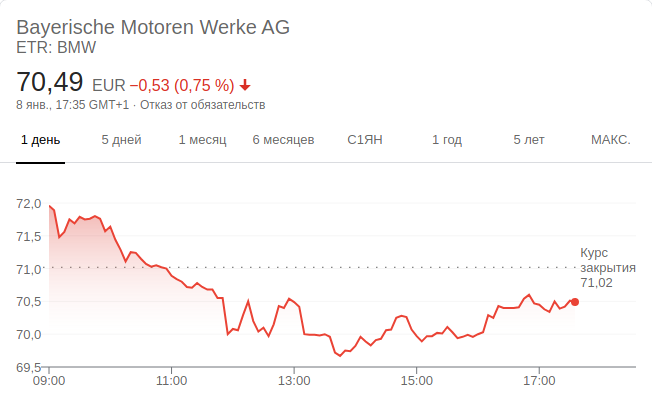 Bayerische Motoren Werke AG
ETR: BMW
70,49 EUR −0,53 (0,75 %)
8 янв., 17:35 GMT+1 · Отказ от обязательств
1 день 5 дней 1 месяц 6 месяцев С1ЯН 1 год 5 лет МАКС.
72,0
71,5
71,0
70,5
70,0
69,5
Курс
закрытия
71,02
09:00 11:00 13:00 15:00 17:00